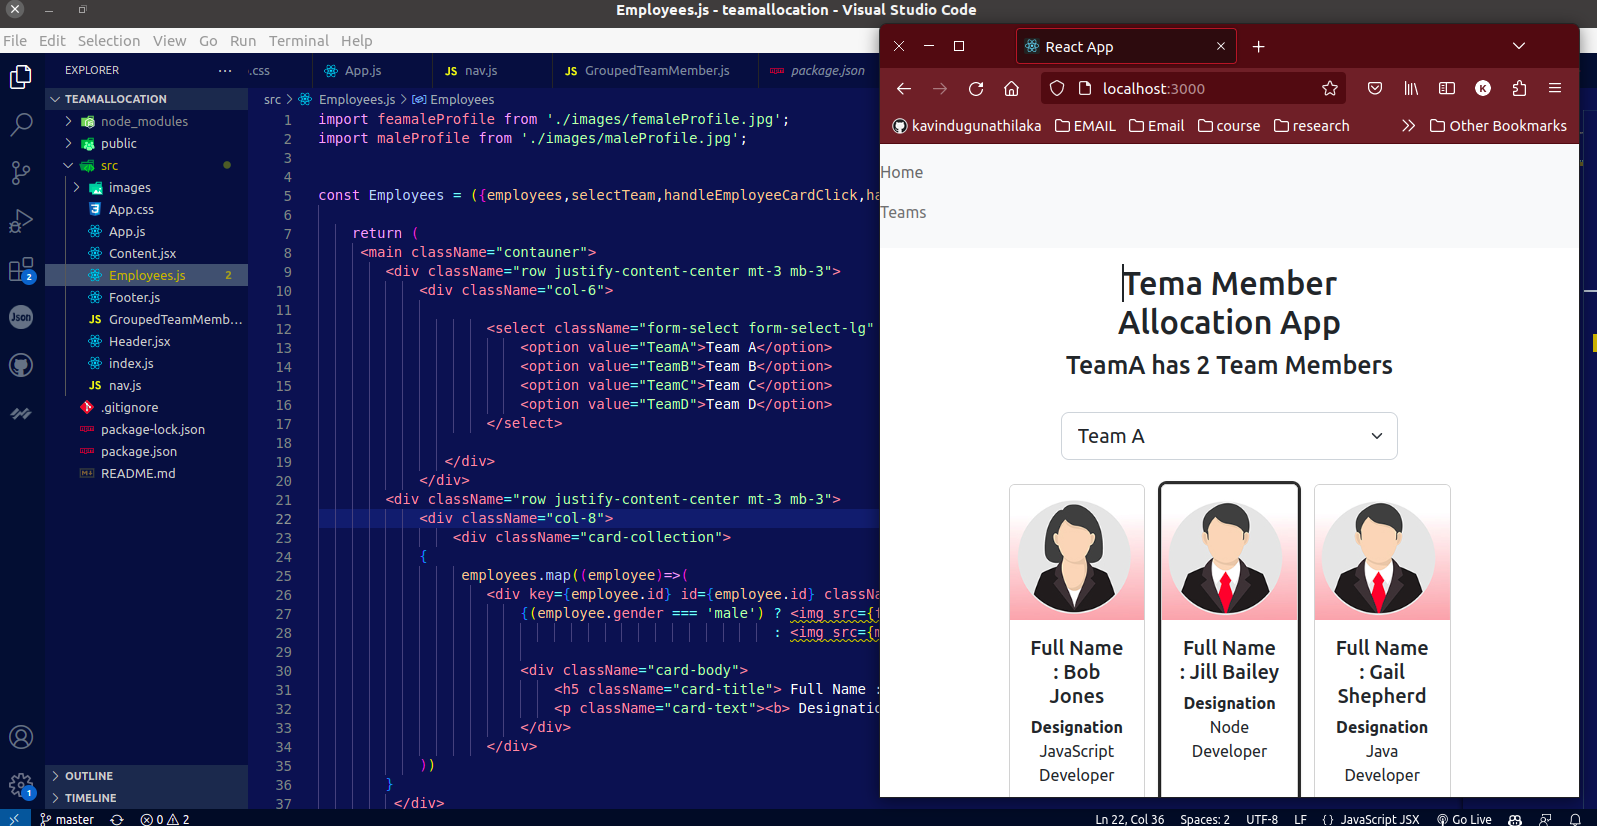 Employees.js - teamallocation - Visual Studio Code
File Edit Selection View Go Run Terminal Help
EXPLORER
.css
App.js
JS nav.js
JS GroupedTeamMember.js
package.json
TEAMALLOCATION
node_modules
public
src
images
App.css
App.js
Content.jsx
Employees.js 2
Footer.js
JS GroupedTeamMemb...
Header.jsx
index.js
JS nav.js
.gitignore
package-lock.json
package.json
README.md
2
Json
OUTLINE
TIMELINE
1
src > Employees.js > Employees
1 import feamaleProfile from './images/femaleProfile.jpg';
2 import maleProfile from './images/maleProfile.jpg';
3
4
5 const Employees = ({employees,selectTeam,handleEmployeeCardClick,ha
6
7 return (
8 <main className="contauner">
9 <div className="row justify-content-center mt-3 mb-3">
10 <div className="col-6">
11
12 <select className="form-select form-select-lg"
13 <option value="TeamA">Team A</option>
14 <option value="TeamB">Team B</option>
15 <option value="TeamC">Team C</option>
16 <option value="TeamD">Team D</option>
17 </select>
18
19 </div>
20 </div>
21 <div className="row justify-content-center mt-3 mb-3">
22 <div className="col-8">
23 <div className="card-collection">
24 {
25 employees.map((employee)=>(
26 <div key={employee.id} id={employee.id} classNa
27 {(employee.gender === 'male') ? <img src={f
28 : <img src={m
29
30 <div className="card-body">
31 <h5 className="card-title"> Full Name :
32 <p className="card-text"><b> Designatio
33 </div>
34 </div>
35 ))
36 }
37 </div>
master 0 2
Ln 22, Col 36 Spaces: 2 UTF-8 LF {} JavaScript JSX Go Live
React App
localhost:3000
K
kavindugunathilaka EMAIL Email course research Other Bookmarks
Home
Teams
Tema Member
Allocation App
TeamA has 2 Team Members
Team A
Full Name
: Bob
Jones
Designation
JavaScript
Developer
Full Name
: Jill Bailey
Designation
Node
Developer
Full Name
: Gail
Shepherd
Designation
Java
Developer